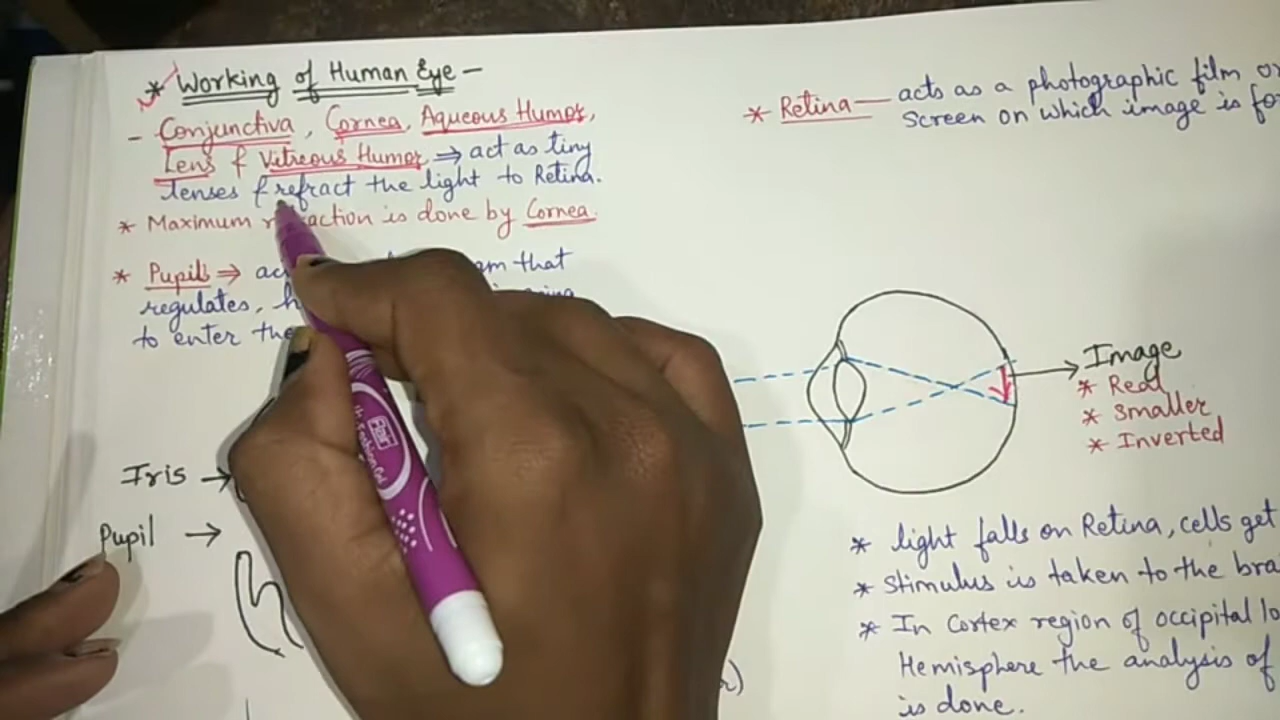 * Working of Human Eye -
- Conjunctiva, Cornea, Aqueous Humor,
Lens & Vitreous Humor ⇒ act as tiny
lenses & refract the light to Retina.
* Maximum is done by Cornea.
* Pupil ⇒ that
regulates,
to enter the
Iris →
Pupil →
* Retina — acts as a photographic film or
screen on which image is
Image
* Real
* Smaller
* Inverted
* light falls on Retina, cells get
* Stimulus is taken to the
* In Cortex region of occipital
Hemisphere the analysis of
is done.
Flair